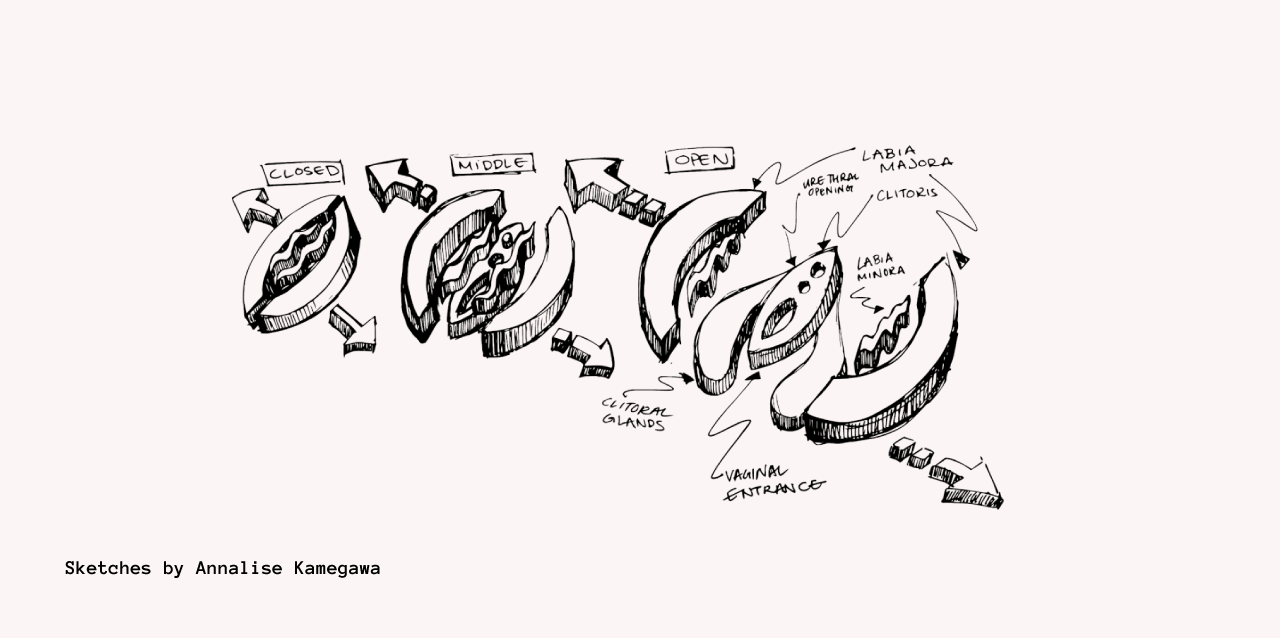 CLOSED
MIDDLE
OPEN
LABIA
MAJORA
URETHRAL
OPENING
CLITORIS
LABIA
MINORA
CLITORAL
GLANDS
VAGINAL
ENTRANCE
Sketches by Annalise Kamegawa